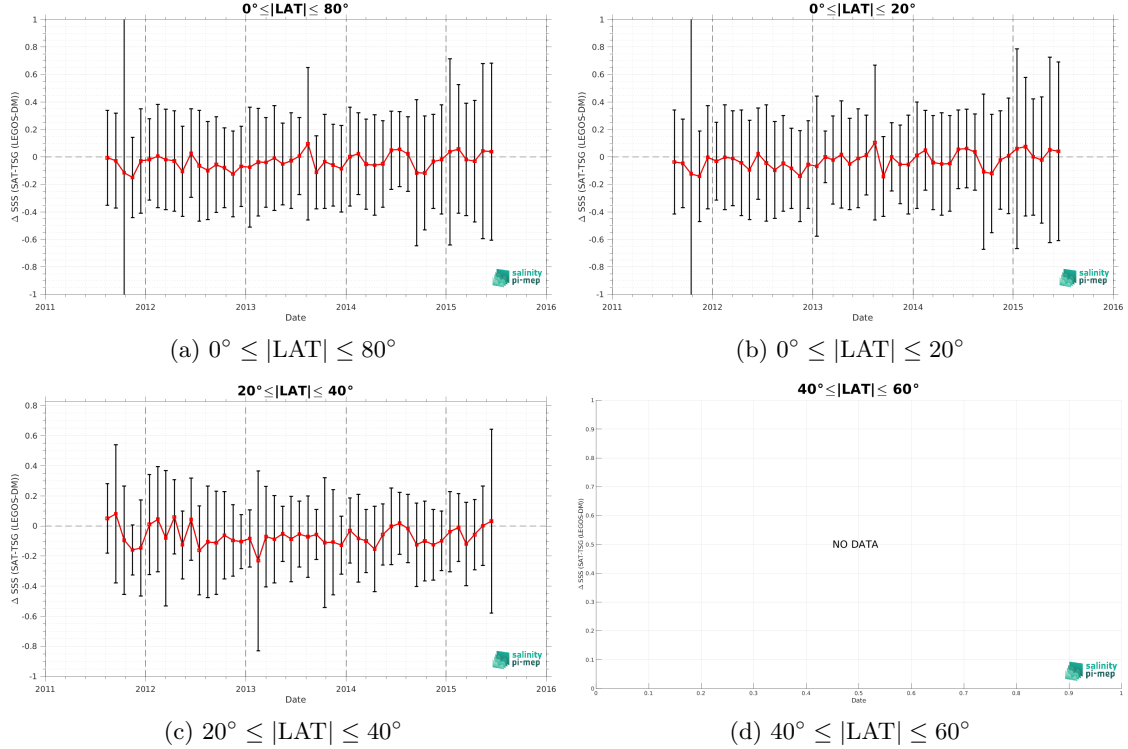 0°≤|LAT|≤ 80°
Δ SSS (SAT-TSG (LEGOS-DM))
1
0.8
0.6
0.4
0.2
0
-0.2
-0.4
-0.6
-0.8
-1
2011 2012 2013 2014 2015 2016
Date
salinity
pi-mep
(a) 0° ≤ |LAT| ≤ 80°
0°≤|LAT|≤ 20°
Δ SSS (SAT-TSG (LEGOS-DM))
1
0.8
0.6
0.4
0.2
0
-0.2
-0.4
-0.6
-0.8
-1
2011 2012 2013 2014 2015 2016
Date
salinity
pi-mep
(b) 0° ≤ |LAT| ≤ 20°
20°≤|LAT|≤ 40°
Δ SSS (SAT-TSG (LEGOS-DM))
0.8
0.6
0.4
0.2
0
-0.2
-0.4
-0.6
-0.8
-1
2011 2012 2013 2014 2015 2016
Date
salinity
pi-mep
(c) 20° ≤ |LAT| ≤ 40°
40°≤|LAT|≤ 60°
Δ SSS (SAT-TSG (LEGOS-DM))
1
0.9
0.8
0.7
0.6
0.5
0.4
0.3
0.2
0.1
0
NO DATA
0 0.1 0.2 0.3 0.4 0.5 0.6 0.7 0.8 0.9 1
Date
salinity
pi-mep
(d) 40° ≤ |LAT| ≤ 60°